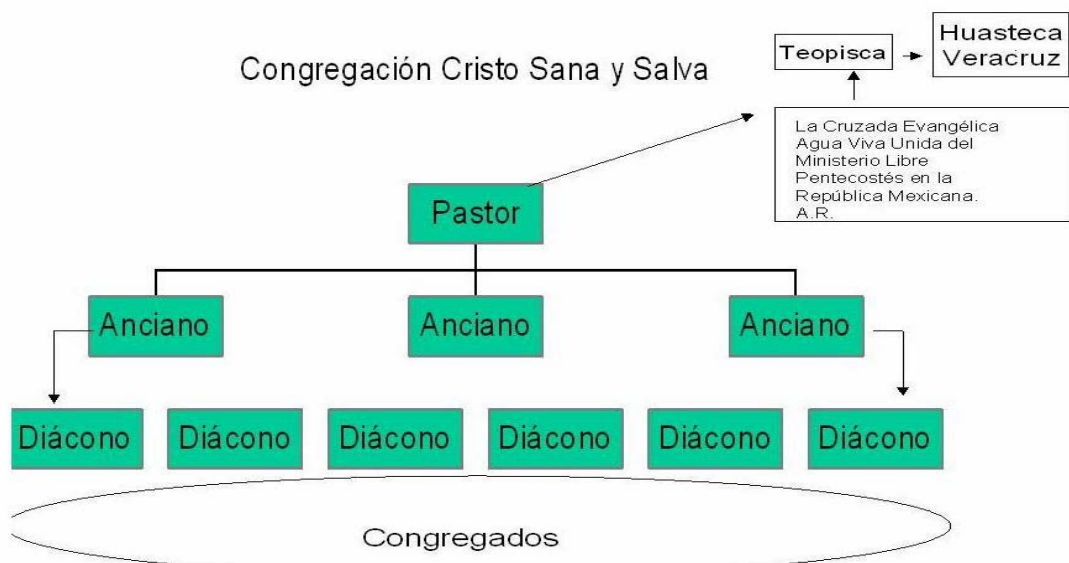 Congregación Cristo Sana y Salva
Teopisca
Huasteca
Veracruz
La Cruzada Evangélica
Agua Viva Unida del
Ministerio Libre
Pentecostés en la
República Mexicana.
A.R.
Pastor
Anciano
Anciano
Anciano
Diácono
Diácono
Diácono
Diácono
Diácono
Diácono
Congregados